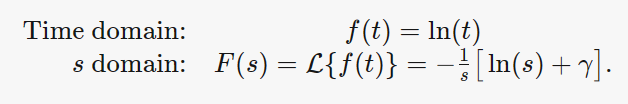 Time domain: f(t) = ln(t)
s domain: F(s) = ℒ{f(t)} = −1/s [ ln(s) + γ].